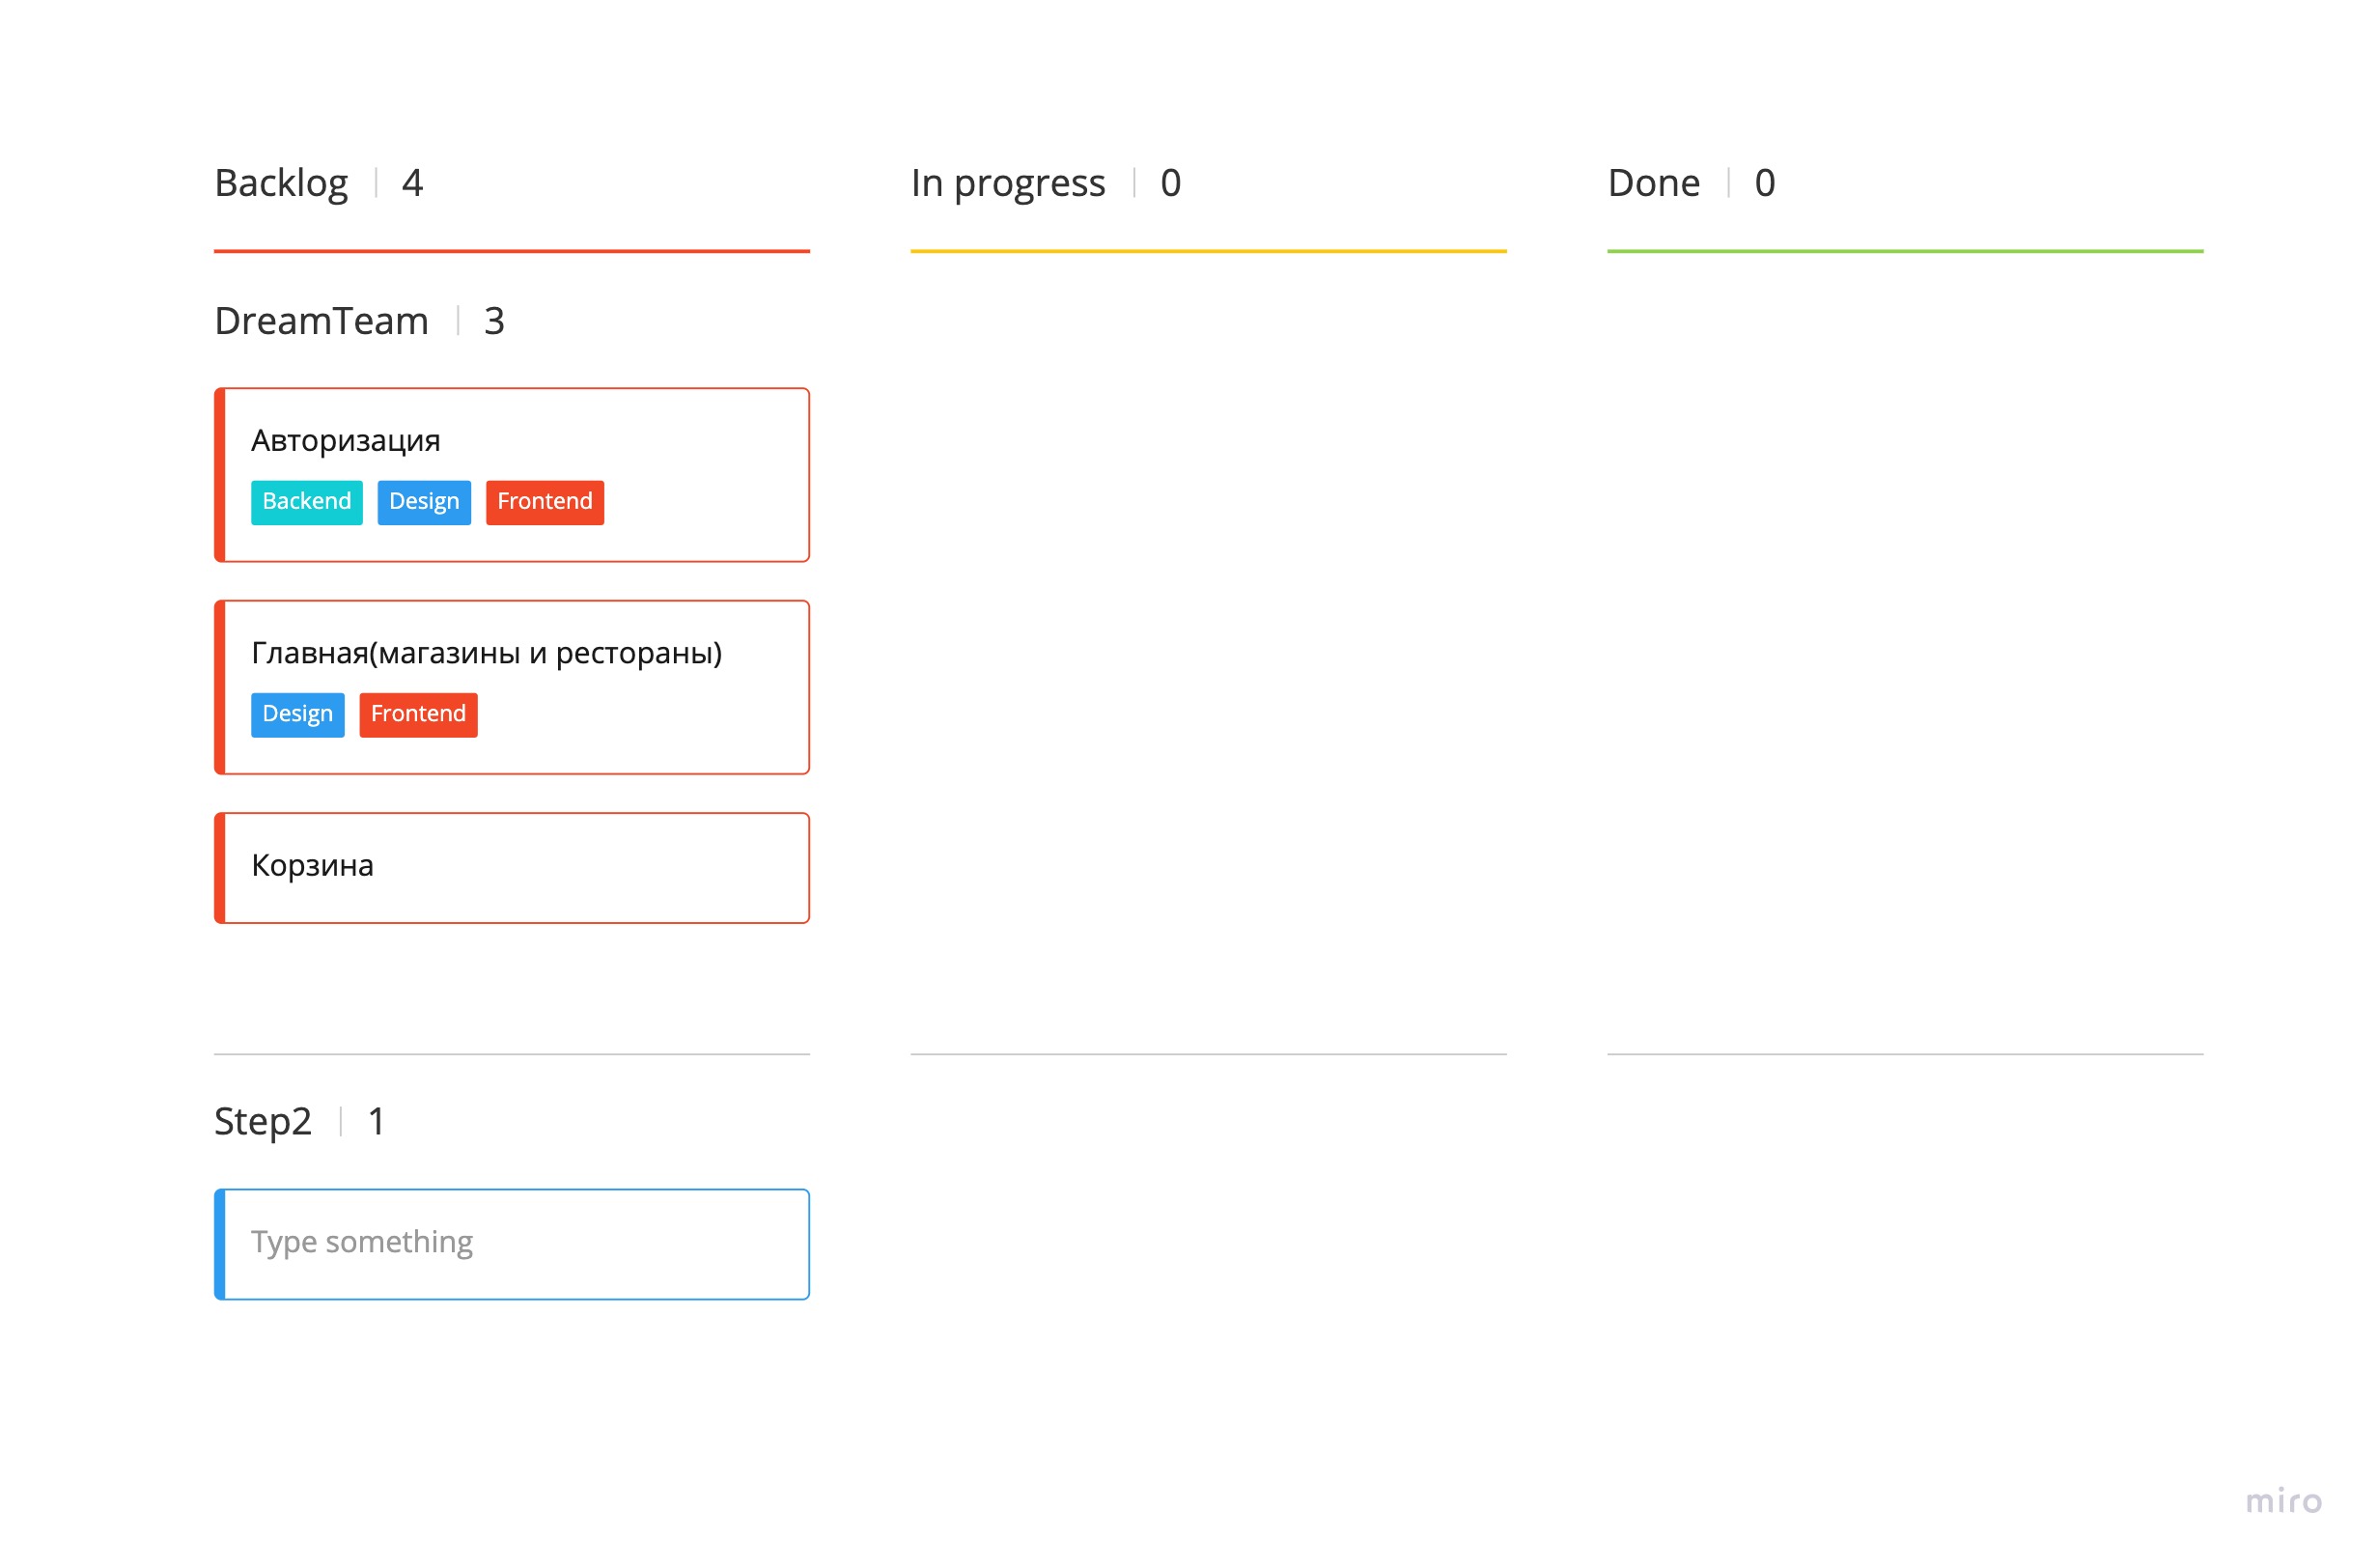 Backlog 4
In progress 0
Done 0
DreamTeam 3
Авторизация
Backend Design Frontend
Главная(магазины и рестораны)
Design Frontend
Корзина
Step2 1
Type something
miro